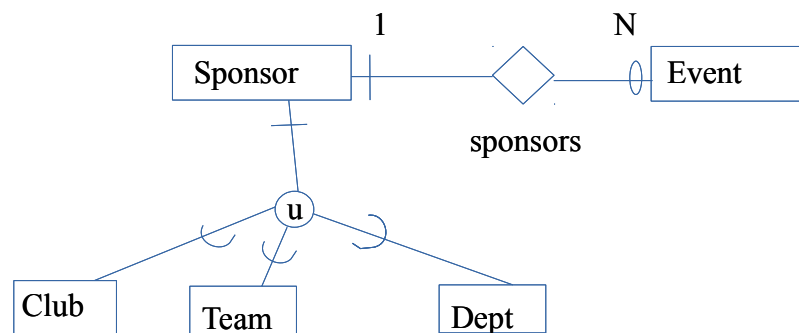 1
N
Sponsor
Event
sponsors
u
Club
Team
Dept